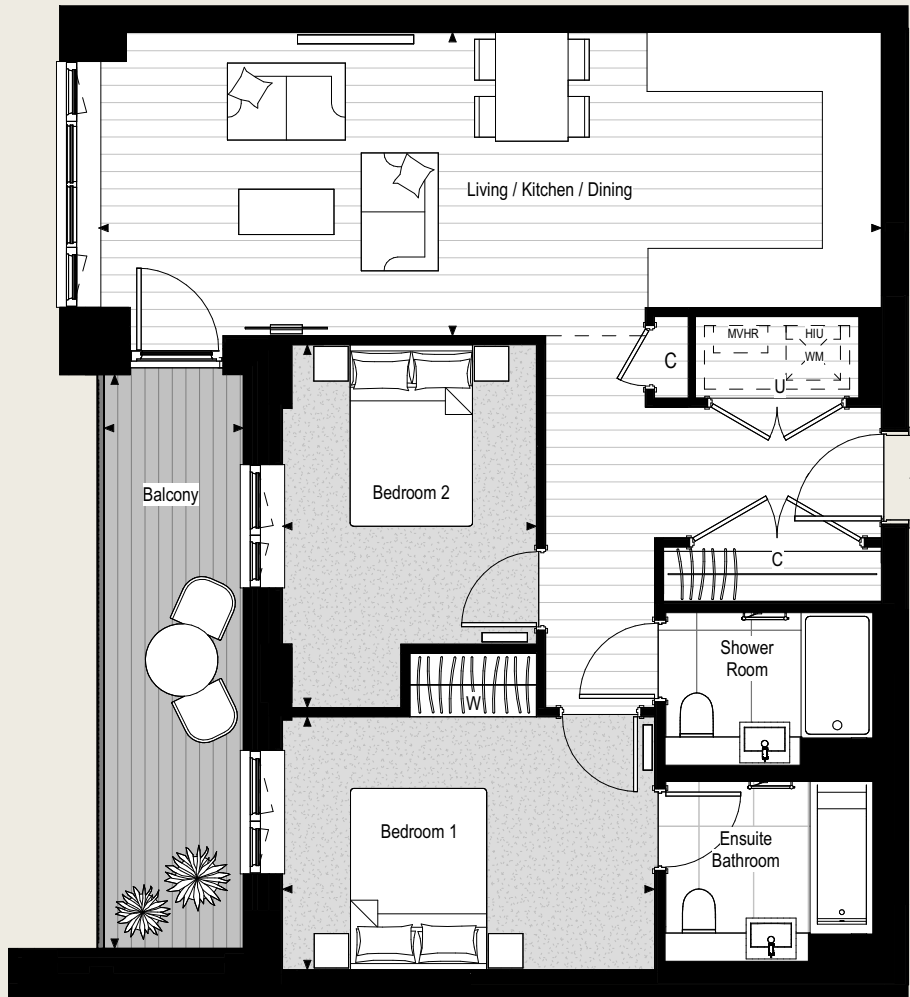 Living / Kitchen / Dining
MVHR
HIU
C
WM
U
Balcony
Bedroom 2
C
Shower
Room
W
Bedroom 1
Ensuite
Bathroom